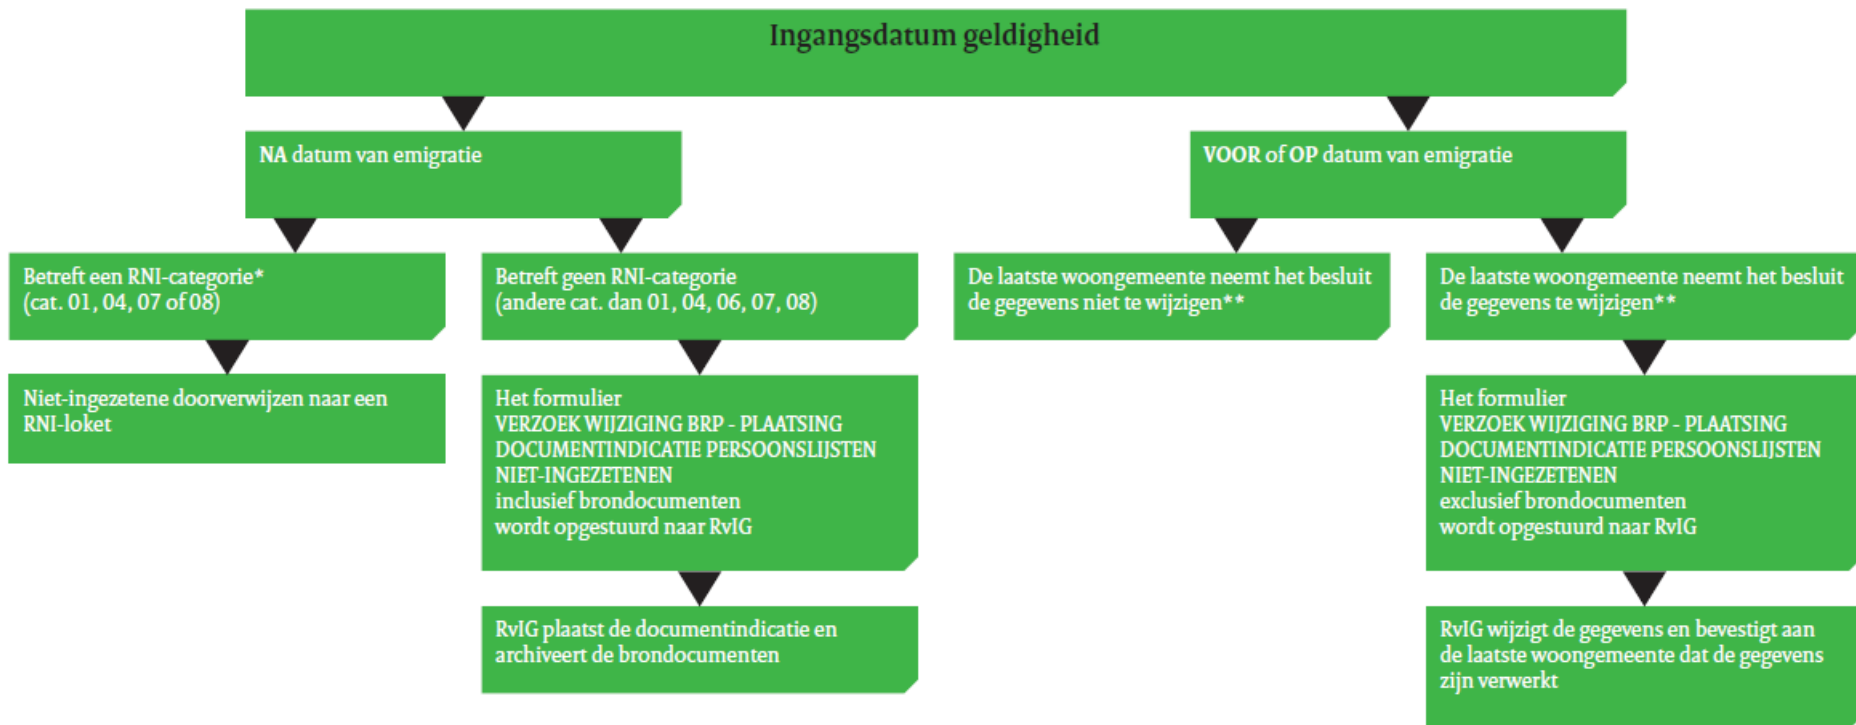 Ingangsdatum geldigheid
NA datum van emigratie
VOOR of OP datum van emigratie
Betreft een RNI-categorie*
(cat. 01, 04, 07 of 08)
Betreft geen RNI-categorie
(andere cat. dan 01, 04, 06, 07, 08)
De laatste woongemeente neemt het besluit
de gegevens niet te wijzigen**
De laatste woongemeente neemt het besluit
de gegevens te wijzigen**
Niet-ingezetene doorverwijzen naar een
RNI-loket
Het formulier
VERZOEK WIJZIGING BRP - PLAATSING
DOCUMENTINDICATIE PERSOONSLIJSTEN
NIET-INGEZETENEN
inclusief brondocumenten
wordt opgestuurd naar RvIG
Het formulier
VERZOEK WIJZIGING BRP - PLAATSING
DOCUMENTINDICATIE PERSOONSLIJSTEN
NIET-INGEZETENEN
exclusief brondocumenten
wordt opgestuurd naar RvIG
RvIG plaatst de documentindicatie en
archiveert de brondocumenten
RvIG wijzigt de gegevens en bevestigt aan
de laatste woongemeente dat de gegevens
zijn verwerkt